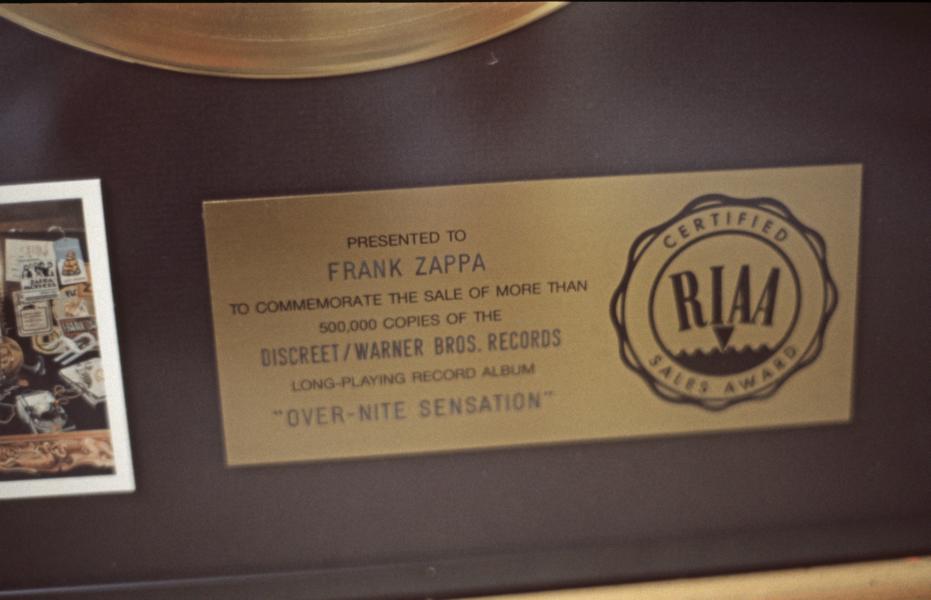 PRESENTED TO
FRANK ZAPPA
TO COMMEMORATE THE SALE OF MORE THAN
500,000 COPIES OF THE
DISCREET/WARNER BROS. RECORDS
LONG-PLAYING RECORD ALBUM
"OVER-NITE SENSATION"
CERTIFIED
RIAA
SALES AWARD